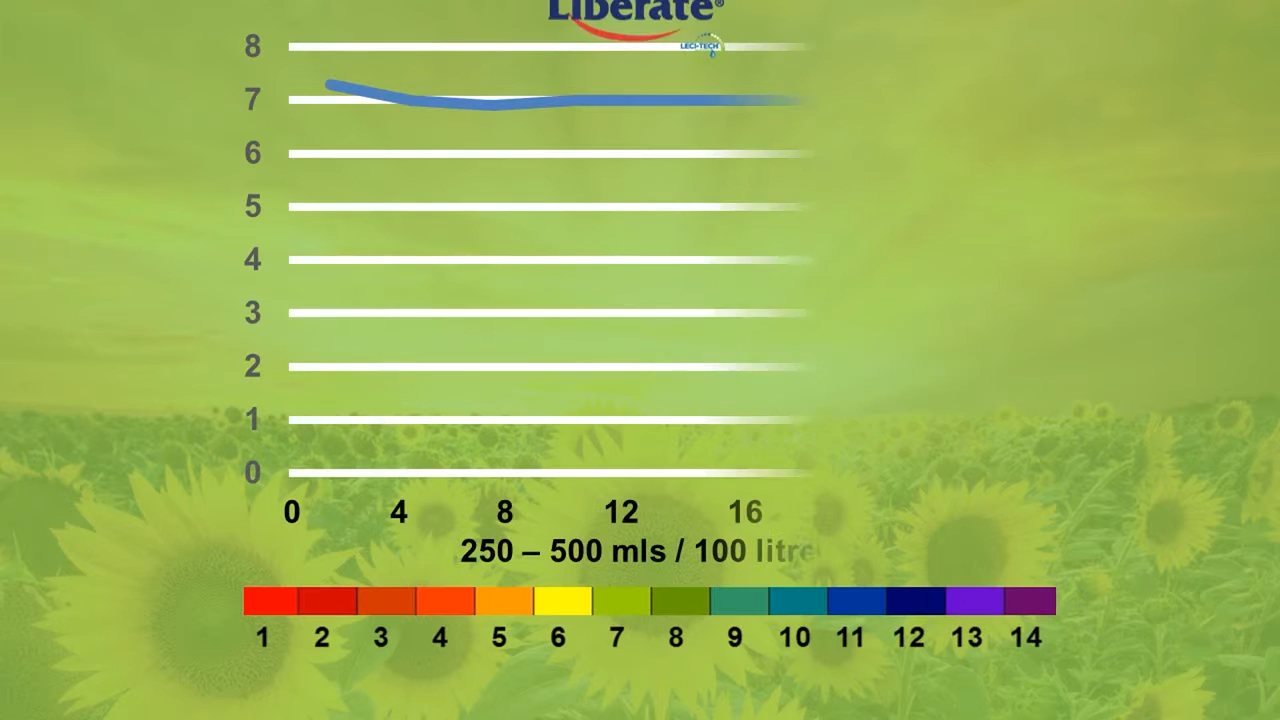 Liberate®
LECI-TECH
8
7
6
5
4
3
2
1
0
0 4 8 12 16
250 – 500 mls / 100 litre
1 2 3 4 5 6 7 8 9 10 11 12 13 14